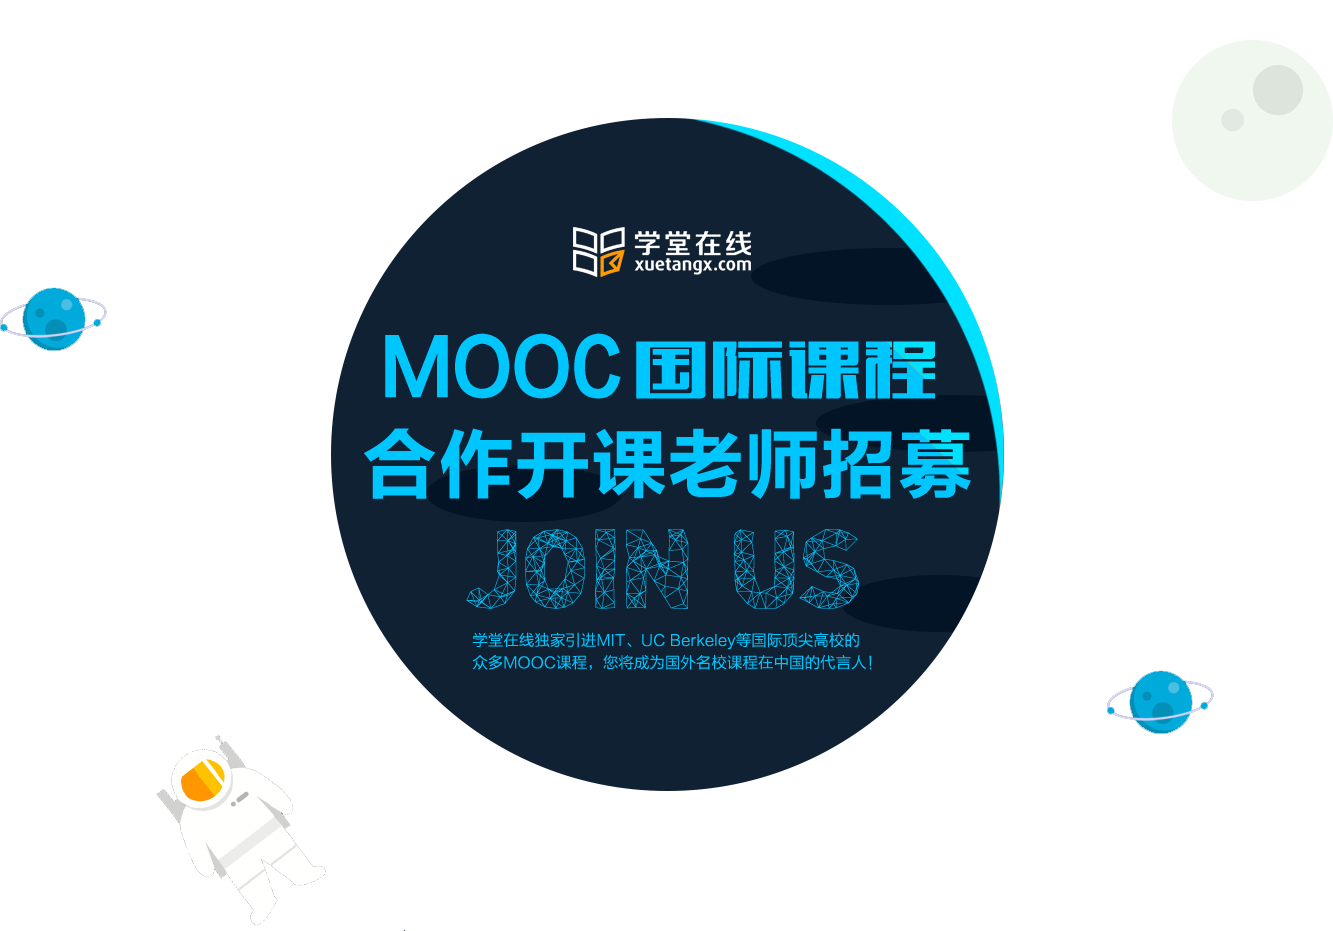 学堂在线
xuetangx.com
MOOC国际课程
合作开课老师招募
JOIN US
学堂在线独家引进MIT、UC Berkeley等国际顶尖高校的
众多MOOC课程，您将成为国外名校课程在中国的代言人！